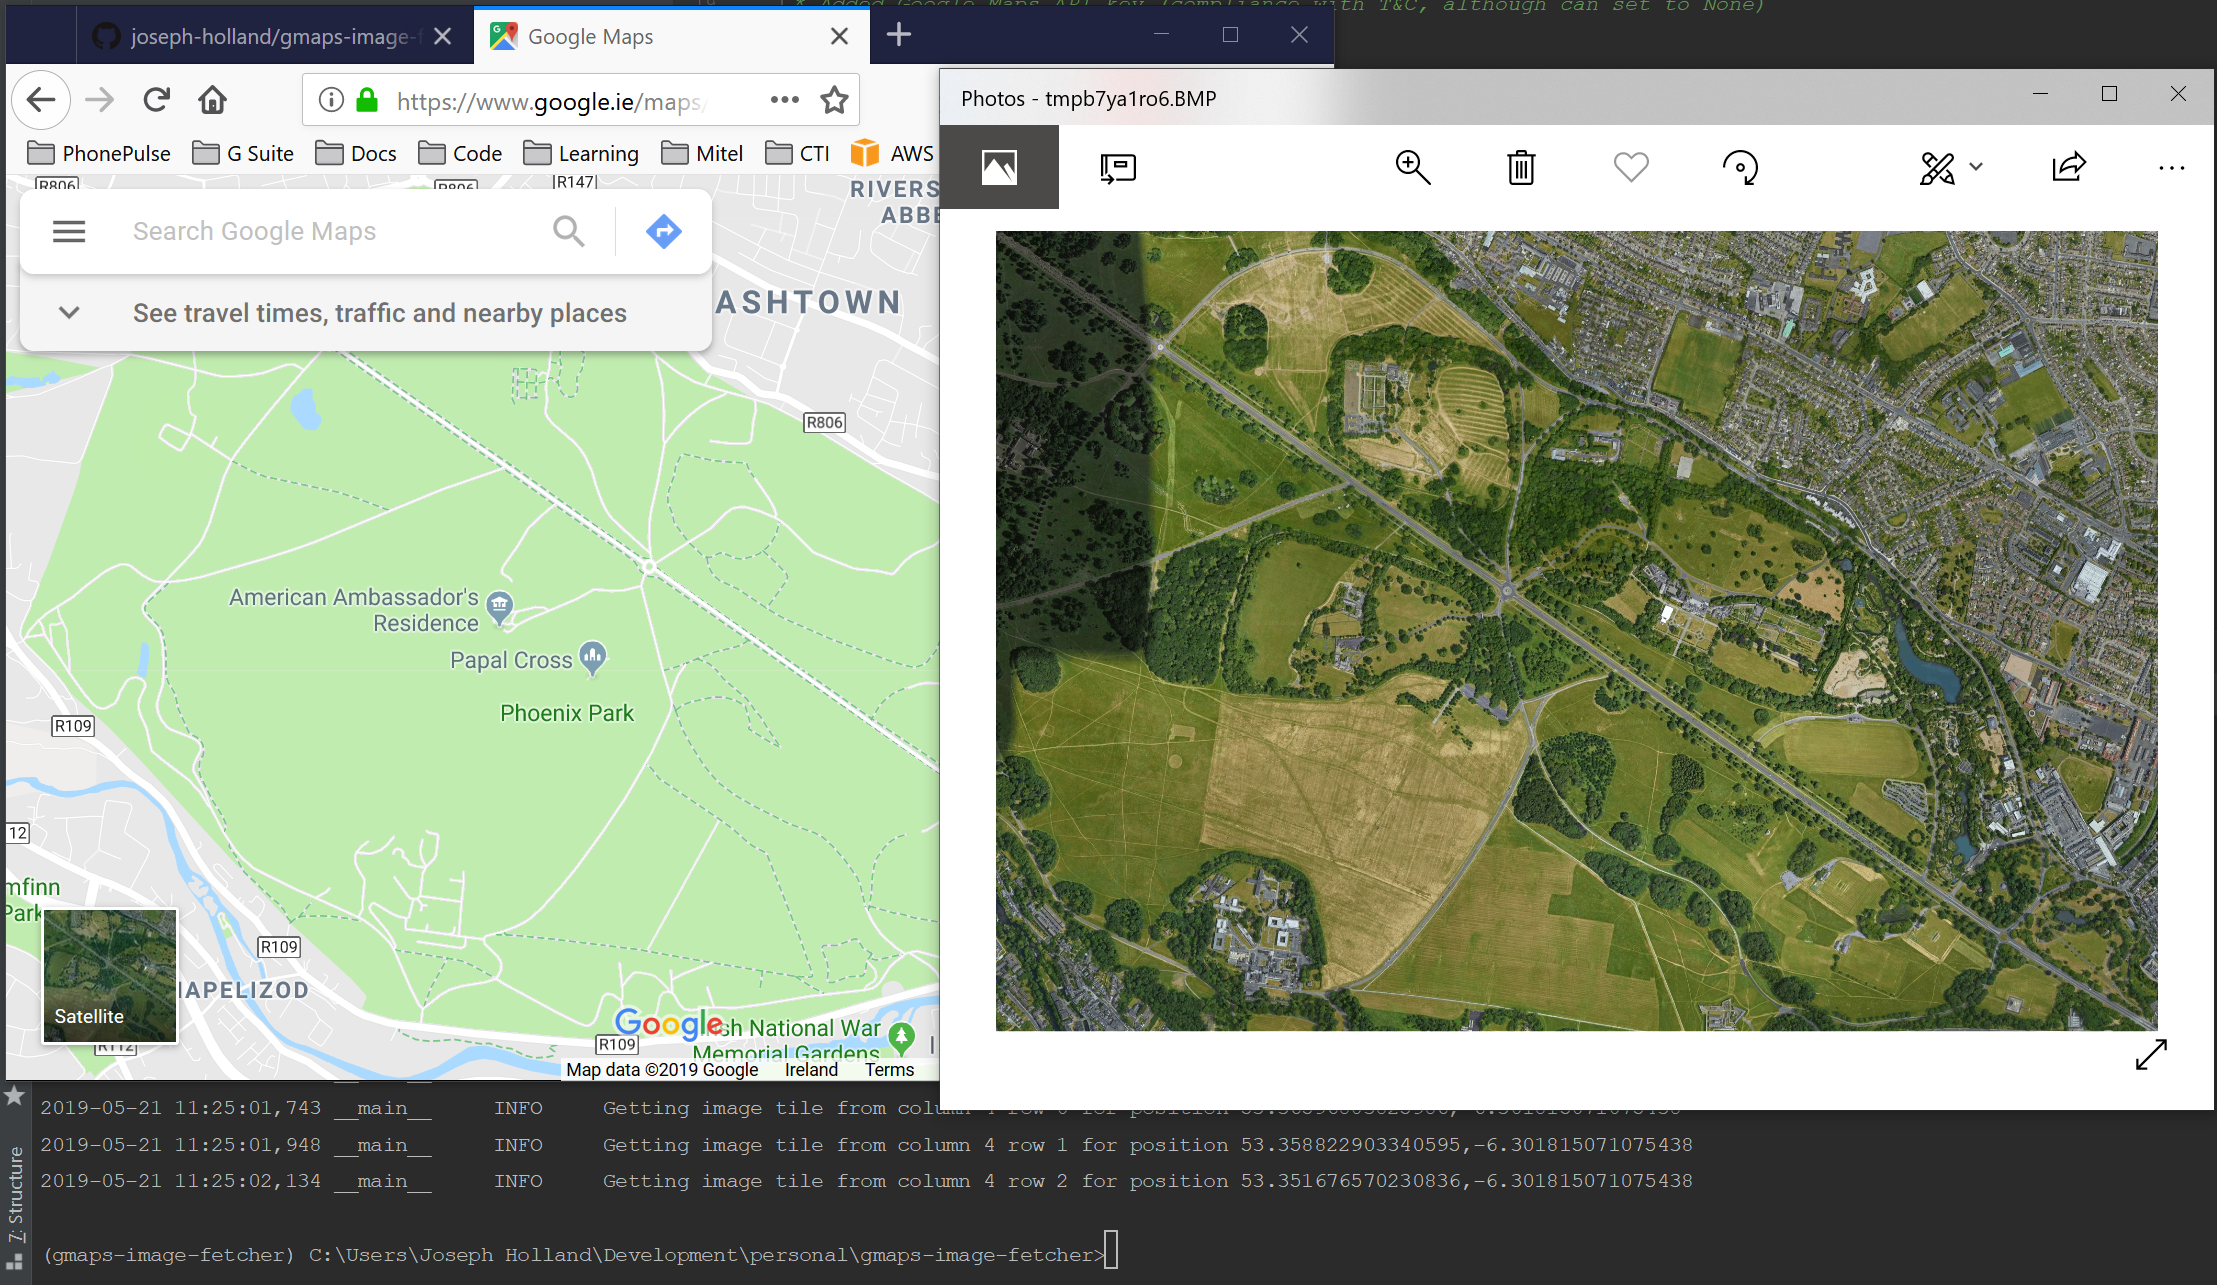 * Added Google Maps API key (compliance with T&C, although can set to None)
joseph-holland/gmaps-image-f
Google Maps
https://www.google.ie/maps/
PhonePulse
G Suite
Docs
Code
Learning
Mitel
CTI
AWS
Photos - tmpb7ya1ro6.BMP
R806
R806
R147
RIVERS
ABBE
Search Google Maps
See travel times, traffic and nearby places
ASHTOWN
R806
American Ambassador's
Residence
Papal Cross
Phoenix Park
R109
12
mfinn
Park
R109
IAPELIZOD
Satellite
R112
Google
sh National War
Memorial Gardens
R109
Map data ©2019 Google
Ireland
Terms
2019-05-21 11:25:01,743 __main__ INFO Getting image tile from column 4 row 0 for position
2019-05-21 11:25:01,948 __main__ INFO Getting image tile from column 4 row 1 for position 53.358822903340595,-6.301815071075438
2019-05-21 11:25:02,134 __main__ INFO Getting image tile from column 4 row 2 for position 53.351676570230836,-6.301815071075438
7: Structure
(gmaps-image-fetcher) C:\Users\Joseph Holland\Development\personal\gmaps-image-fetcher>